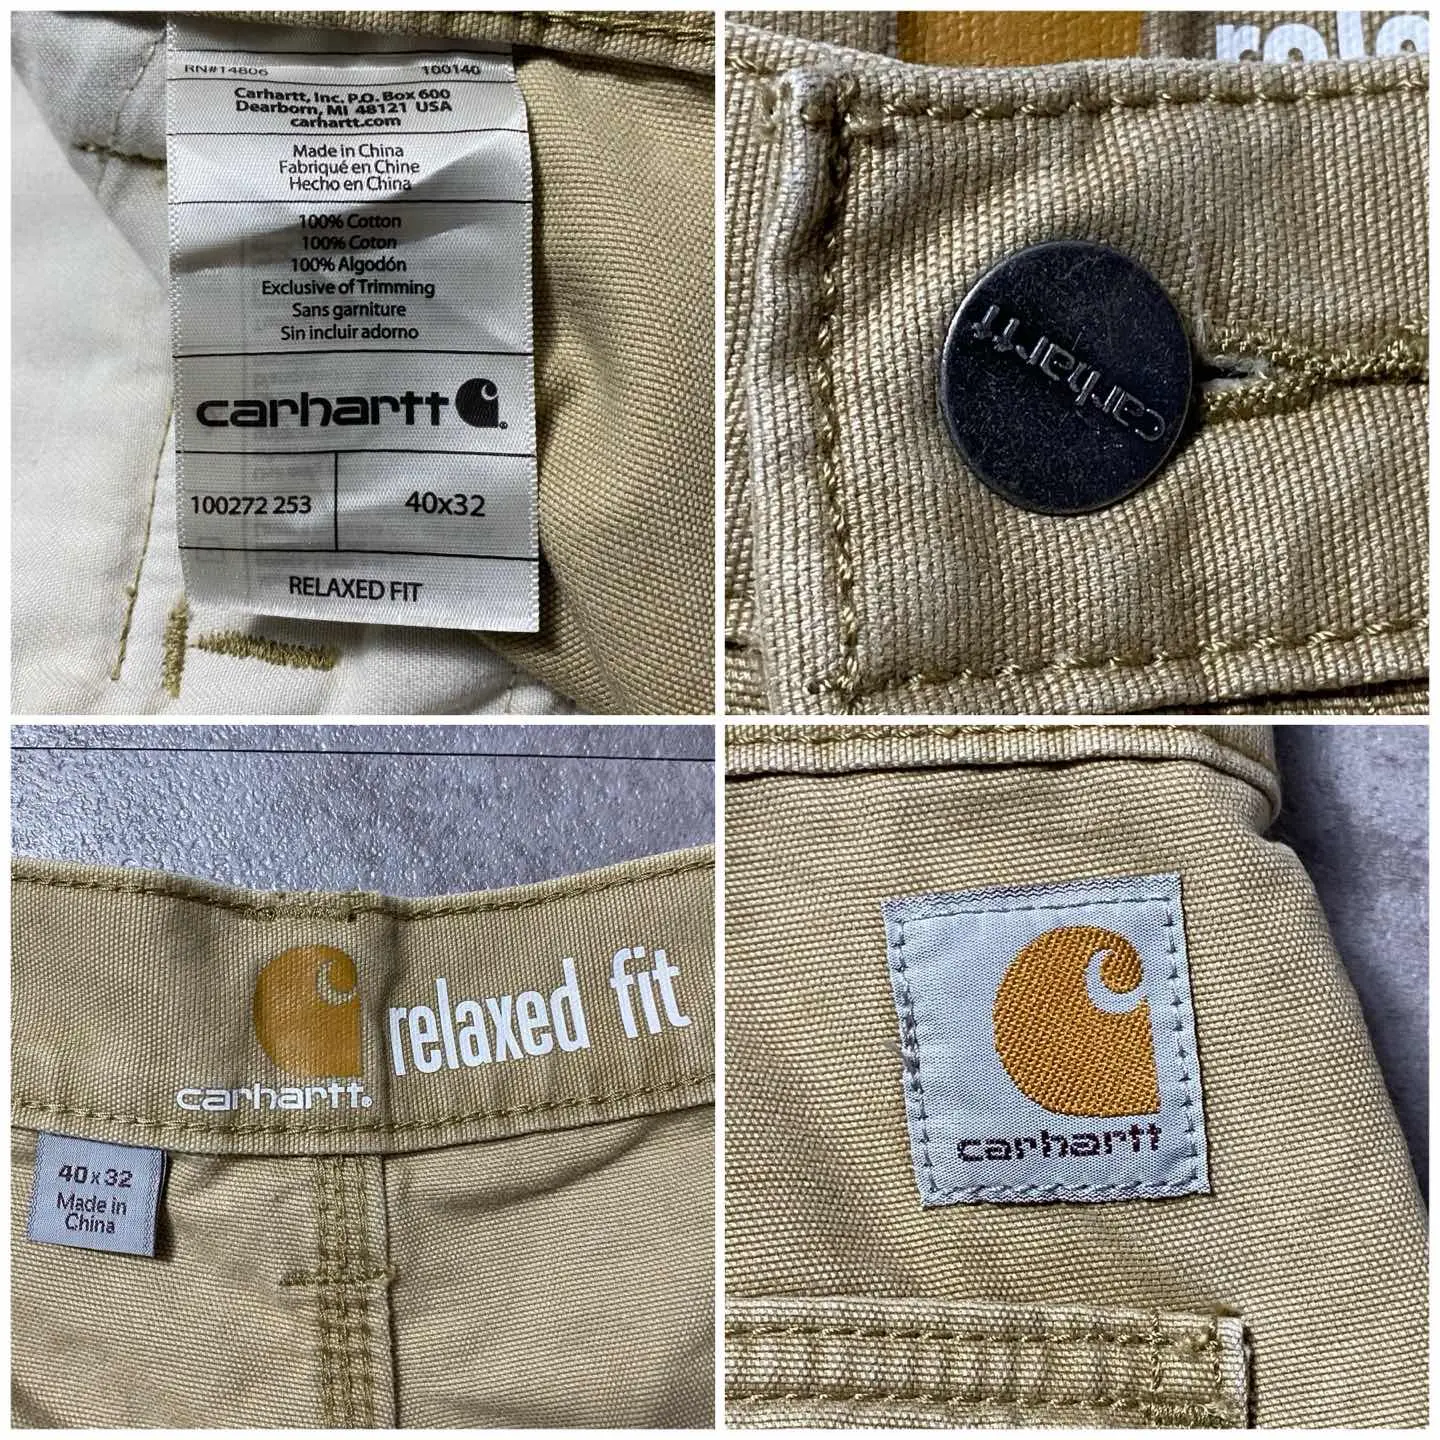 RN#14806 100140
Carhartt, Inc. P.O. Box 600
Dearborn, MI 48121 USA
carhartt.com
Made in China
Fabriqué en Chine
Hecho en China
100% Cotton
100% Coton
100% Algodón
Exclusive of Trimming
Sans garniture
Sin incluir adorno
carhartt
100272 253 40x32
RELAXED FIT
carhartt
carhartt.
relaxed fit
40x32
Made in
China
carhartt